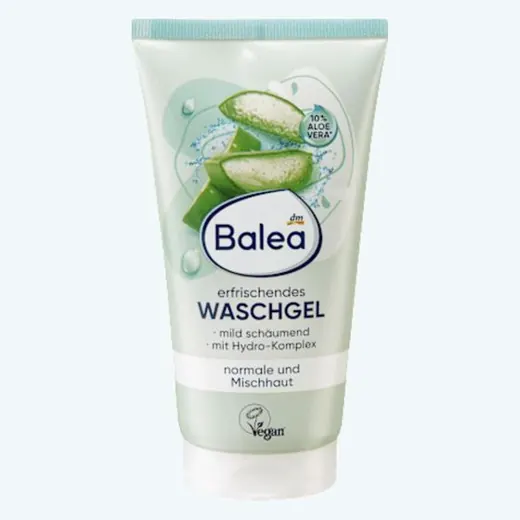 10%
ALOE
VERA*
dm
Balea
erfrischendes
WASCHGEL
· mild schäumend
· mit Hydro-Komplex
normale und
Mischhaut
Vegan